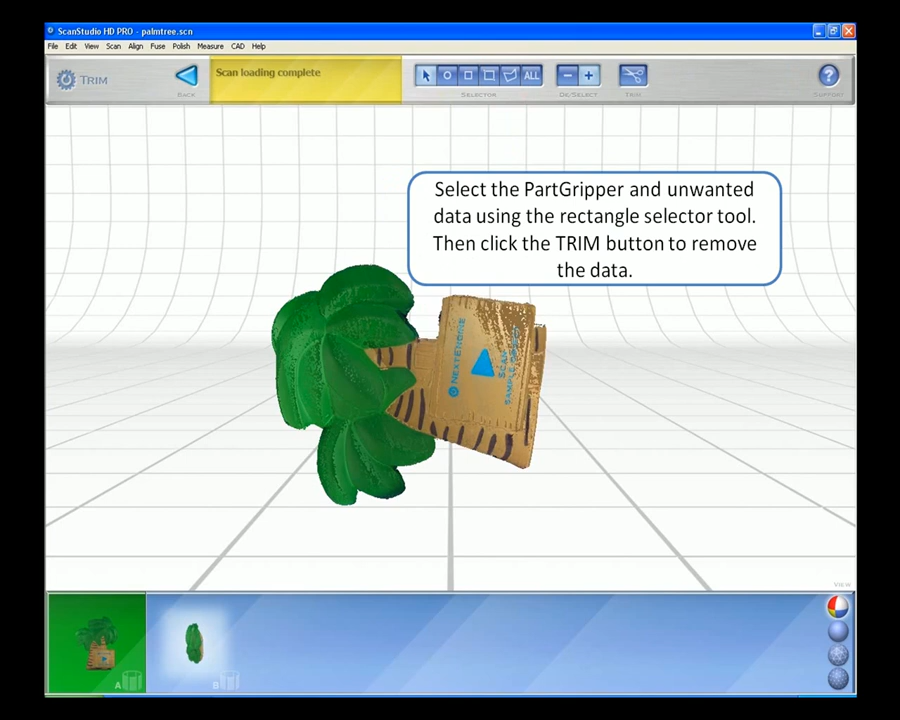 ScanStudio HD PRO - palmtree.scn
File Edit View Scan Align Fuse Polish Measure CAD Help
TRIM
BACK
Scan loading complete
ALL
SELECTOR
DE/SELECT
TRIM
SUPPORT
Select the PartGripper and unwanted
data using the rectangle selector tool.
Then click the TRIM button to remove
the data.
NEXTENGINE
SCAN
SAMPLE
VIEW
A
B